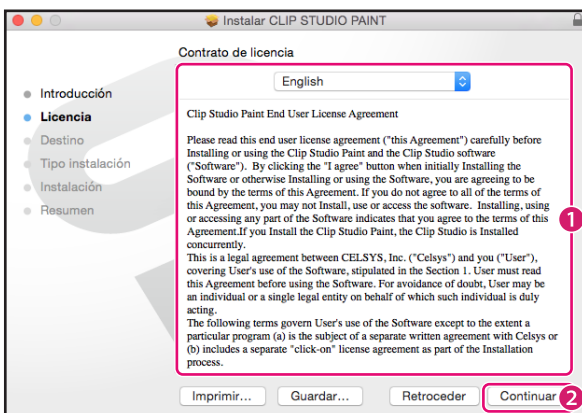 Instalar CLIP STUDIO PAINT
Contrato de licencia
English
Introducción
Licencia
Destino
Tipo instalación
Instalación
Resumen
Clip Studio Paint End User License Agreement
Please read this end user license agreement ("this Agreement") carefully before
Installing or using the Clip Studio Paint and the Clip Studio software
("Software"). By clicking the "I agree" button when initially Installing the
Software or otherwise Installing or using the Software, you are agreeing to be
bound by the terms of this Agreement. If you do not agree to all of the terms of
this Agreement, you may not Install, use or access the software. Installing, using
or accessing any part of the Software indicates that you agree to the terms of this
Agreement.If you Install the Clip Studio Paint, the Clip Studio is Installed
concurrently.
This is a legal agreement between CELSYS, Inc. ("Celsys") and you ("User"),
covering User's use of the Software, stipulated in the Section 1. User must read
this Agreement before using the Software. For avoidance of doubt, User may be
an individual or a single legal entity on behalf of which such individual is duly
acting.
The following terms govern User's use of the Software except to the extent a
particular program (a) is the subject of a separate written agreement with Celsys or
(b) includes a separate "click-on" license agreement as part of the Installation
process.
1
Imprimir... Guardar... Retroceder Continuar 2